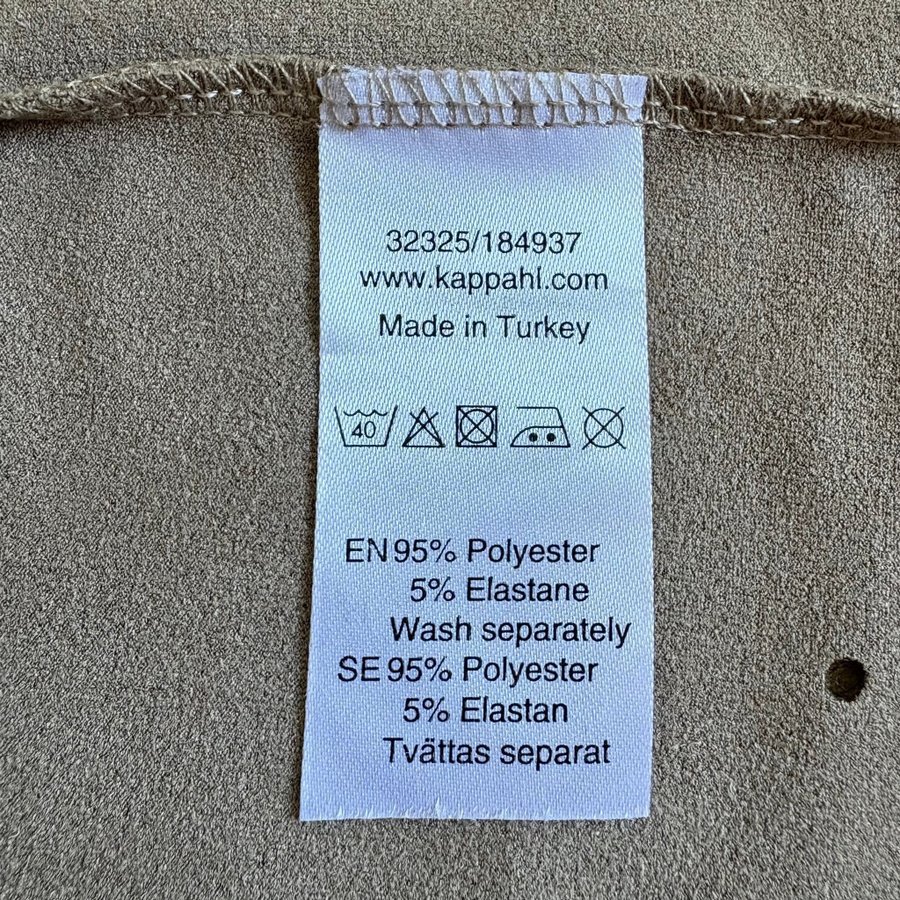 32325/184937
www.kappahl.com
Made in Turkey
40
EN 95% Polyester
5% Elastane
Wash separately
SE 95% Polyester
5% Elastan
Tvättas separat